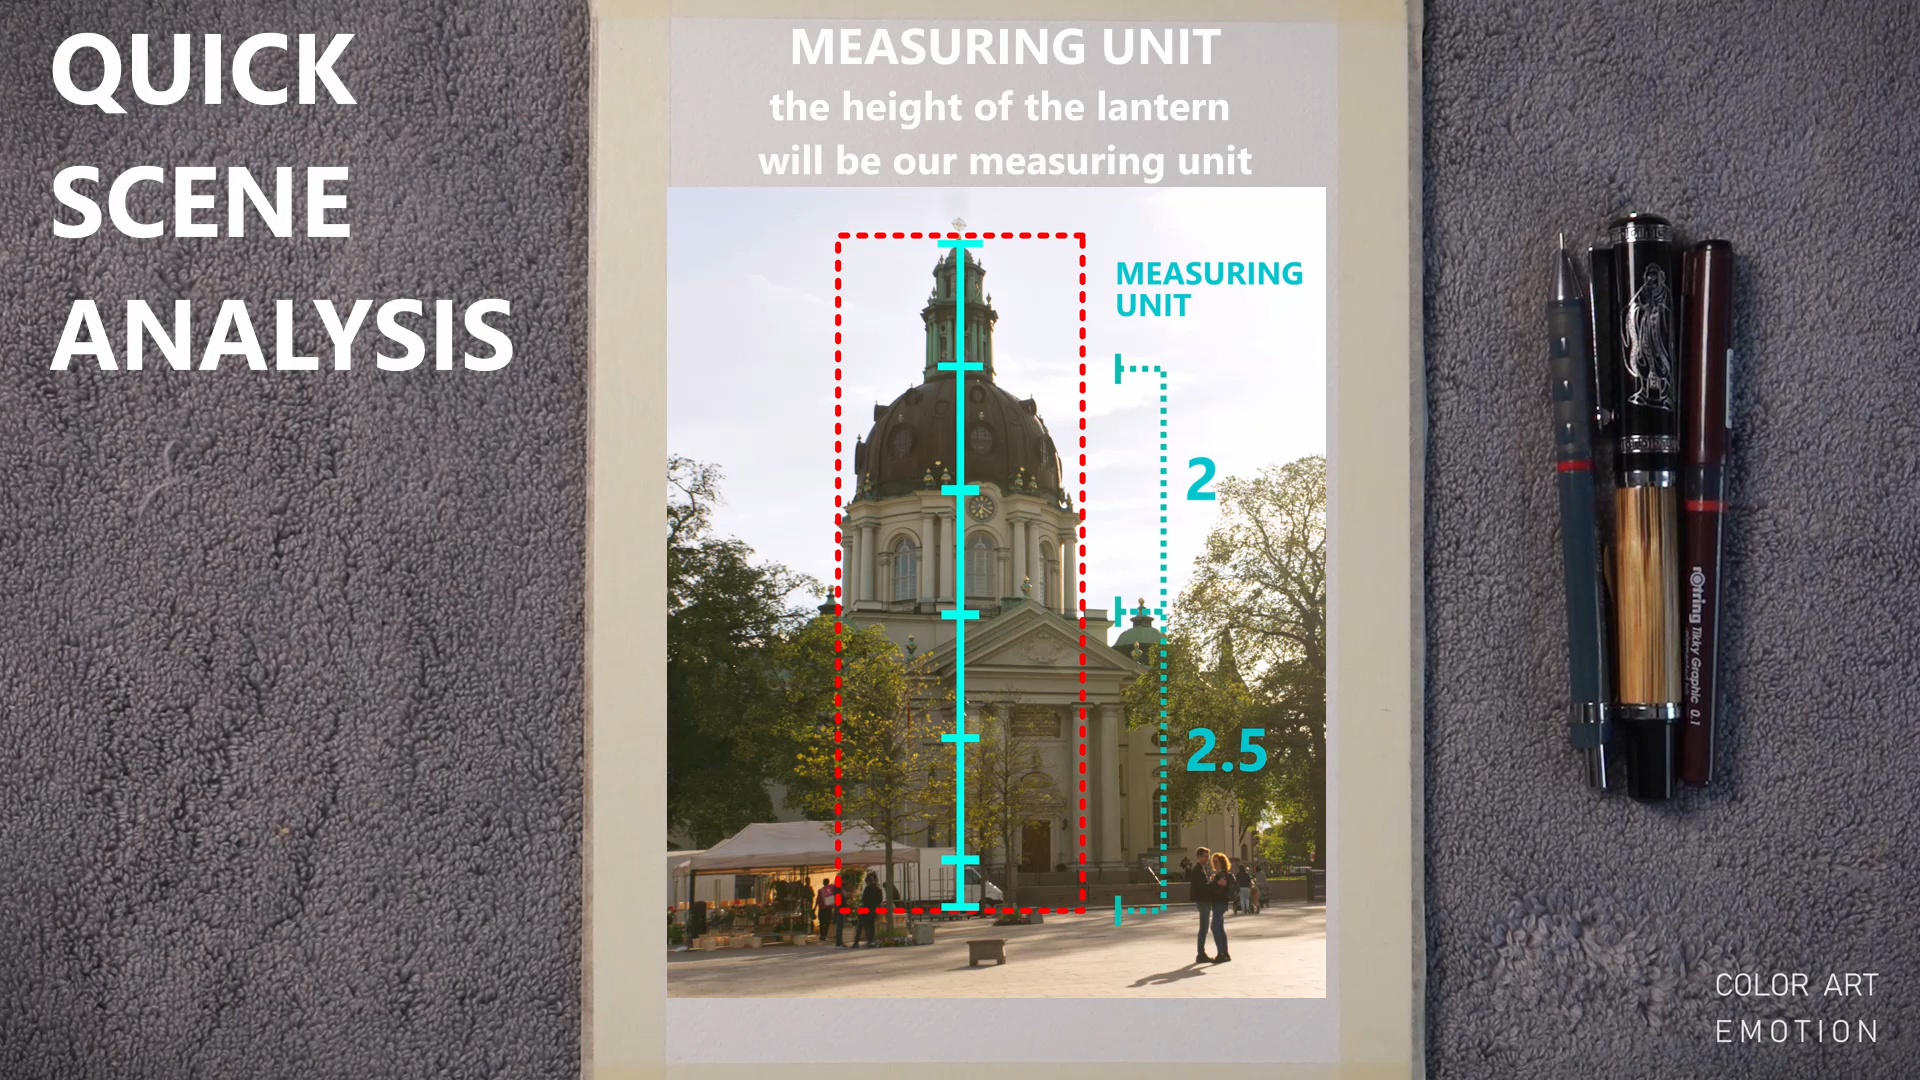 QUICK
SCENE
ANALYSIS
MEASURING UNIT
the height of the lantern
will be our measuring unit
MEASURING
UNIT
2
2.5
rotring Tikky Graphic 0.1
COLOR ART
EMOTION